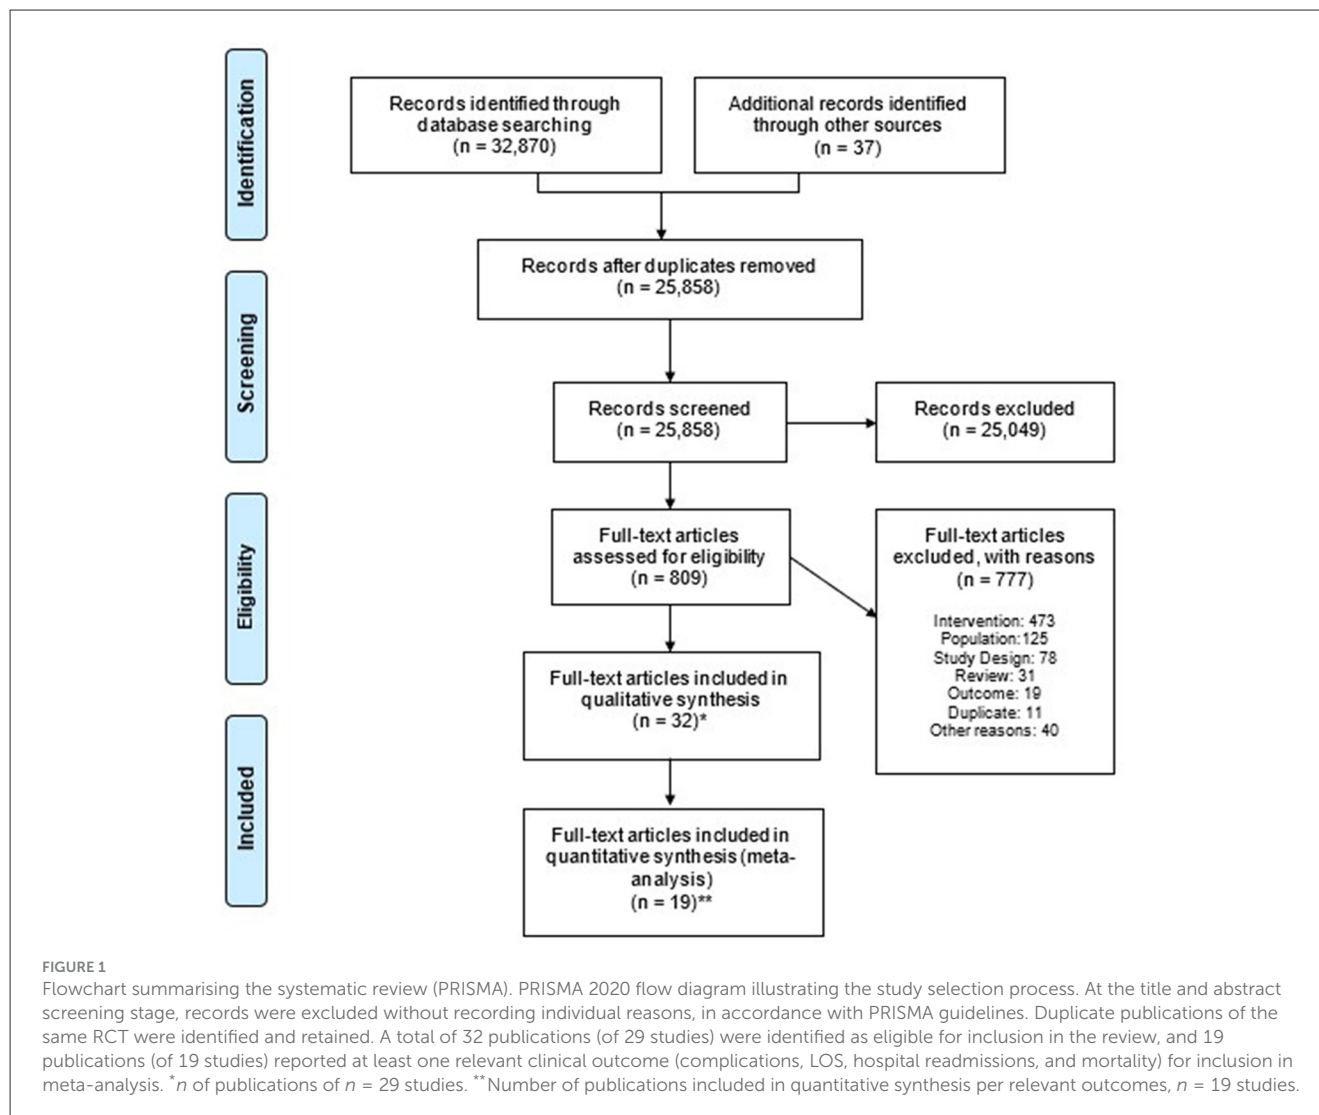 Identification
Records identified through
database searching
(n = 32,870)
Additional records identified
through other sources
(n = 37)
Records after duplicates removed
(n = 25,858)
Screening
Records screened
(n = 25,858)
Records excluded
(n = 25,049)
Eligibility
Full-text articles
assessed for eligibility
(n = 809)
Full-text articles
excluded, with reasons
(n = 777)
Intervention: 473
Population:125
Study Design: 78
Review: 31
Outcome: 19
Duplicate: 11
Other reasons: 40
Full-text articles included in
qualitative synthesis
(n = 32)*
Included
Full-text articles included in
quantitative synthesis (meta-
analysis)
(n = 19)**
FIGURE 1
Flowchart summarising the systematic review (PRISMA). PRISMA 2020 flow diagram illustrating the study selection process. At the title and abstract
screening stage, records were excluded without recording individual reasons, in accordance with PRISMA guidelines. Duplicate publications of the
same RCT were identified and retained. A total of 32 publications (of 29 studies) were identified as eligible for inclusion in the review, and 19
publications (of 19 studies) reported at least one relevant clinical outcome (complications, LOS, hospital readmissions, and mortality) for inclusion in
meta-analysis. *n of publications of n = 29 studies. **Number of publications included in quantitative synthesis per relevant outcomes, n = 19 studies.